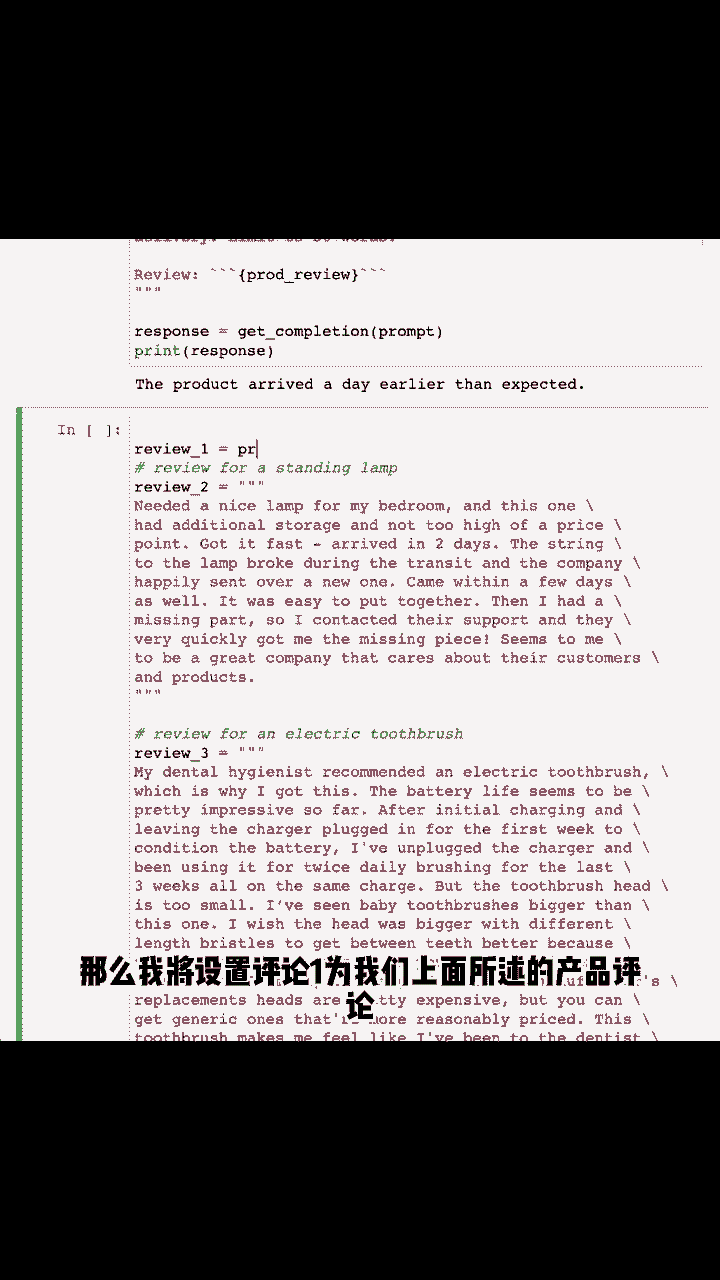 Review: ```{prod_review}```
"""
response = get_completion(prompt)
print(response)
The product arrived a day earlier than expected.
In [ ]:
review_1 = pr
# review for a standing lamp
review_2 = """
Needed a nice lamp for my bedroom, and this one \
had additional storage and not too high of a price \
point. Got it fast - arrived in 2 days. The string \
to the lamp broke during the transit and the company \
happily sent over a new one. Came within a few days \
as well. It was easy to put together. Then I had a \
missing part, so I contacted their support and they \
very quickly got me the missing piece! Seems to me \
to be a great company that cares about their customers \
and products.
"""
# review for an electric toothbrush
review_3 = """
My dental hygienist recommended an electric toothbrush, \
which is why I got this. The battery life seems to be \
pretty impressive so far. After initial charging and \
leaving the charger plugged in for the first week to \
condition the battery, I've unplugged the charger and \
been using it for twice daily brushing for the last \
3 weeks all on the same charge. But the toothbrush head \
is too small. I've seen baby toothbrushes bigger than \
this one. I wish the head was bigger with different \
length bristles to get between teeth better because \
那么我將设置评论1为我们上面所述的产品评
论
replacements heads are but you can \
get generic ones more reasonably priced. This \
toothbrush makes me feel like I've been to the dentist \